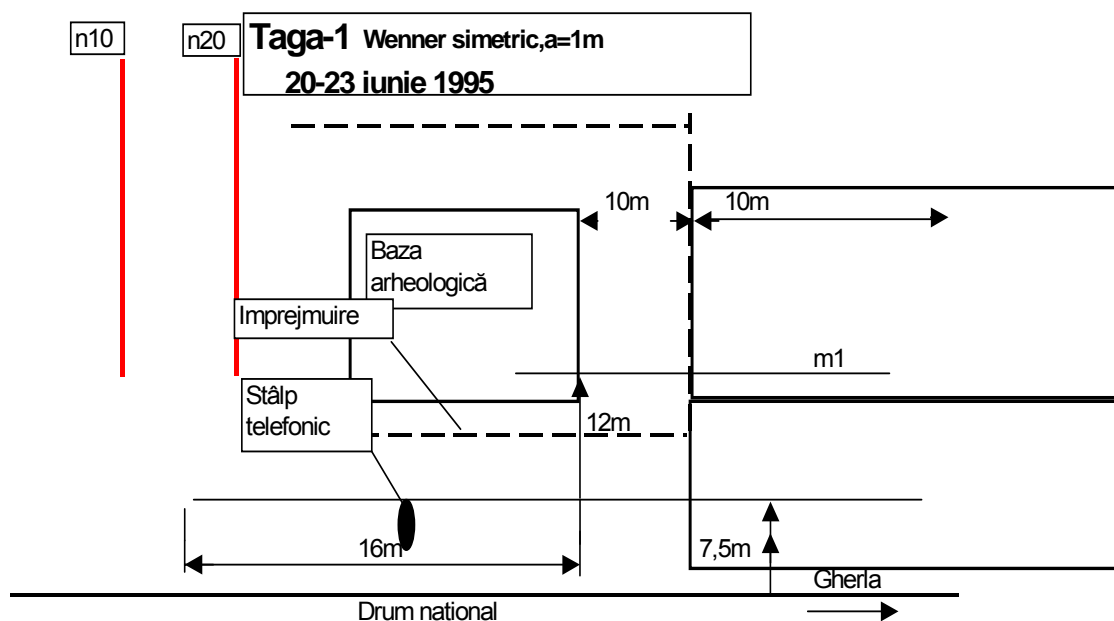 n10
n20
Taga-1 Wenner simetric,a=1m
20-23 iunie 1995
10m
10m
Baza
arheologică
Imprejmuire
m1
Stâlp
telefonic
12m
16m
7,5m
Gherla
Drum national